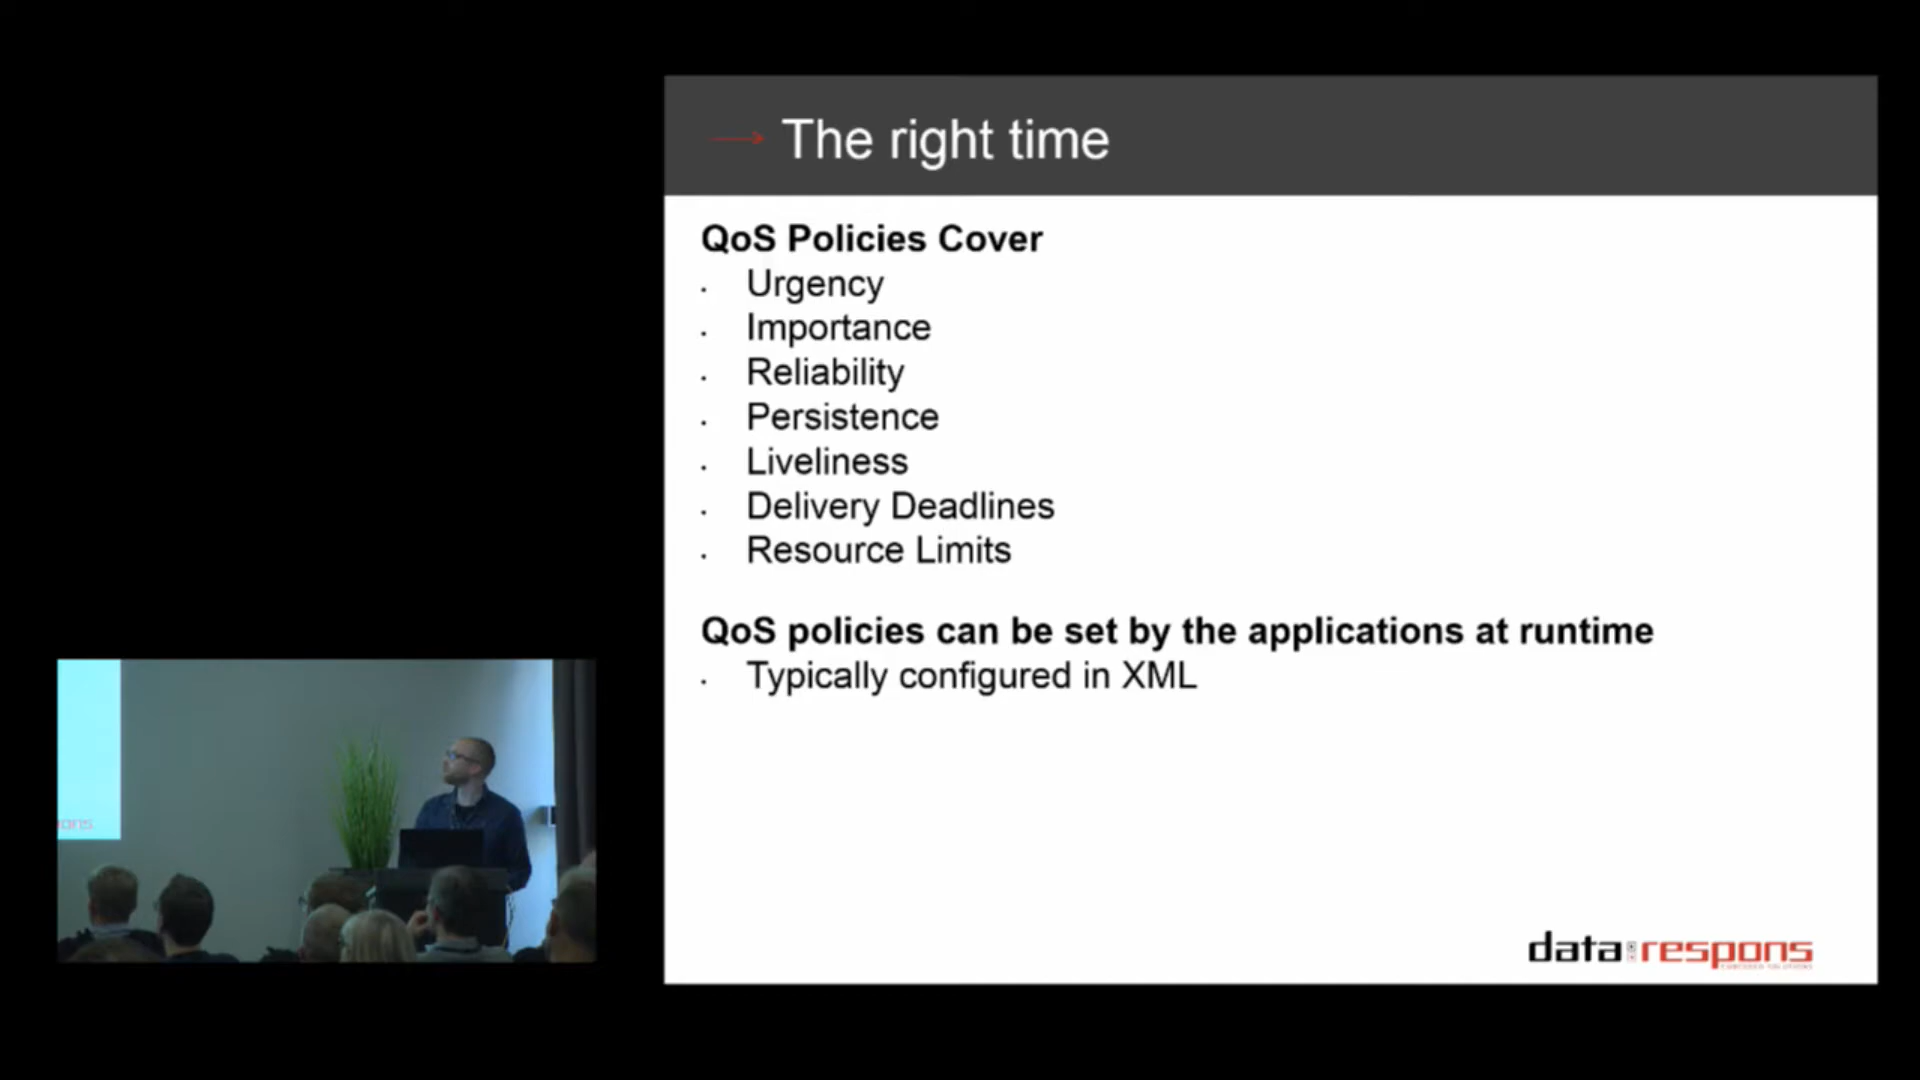 The right time
QoS Policies Cover
· Urgency
· Importance
· Reliability
· Persistence
· Liveliness
· Delivery Deadlines
· Resource Limits
QoS policies can be set by the applications at runtime
· Typically configured in XML
data respons
ons